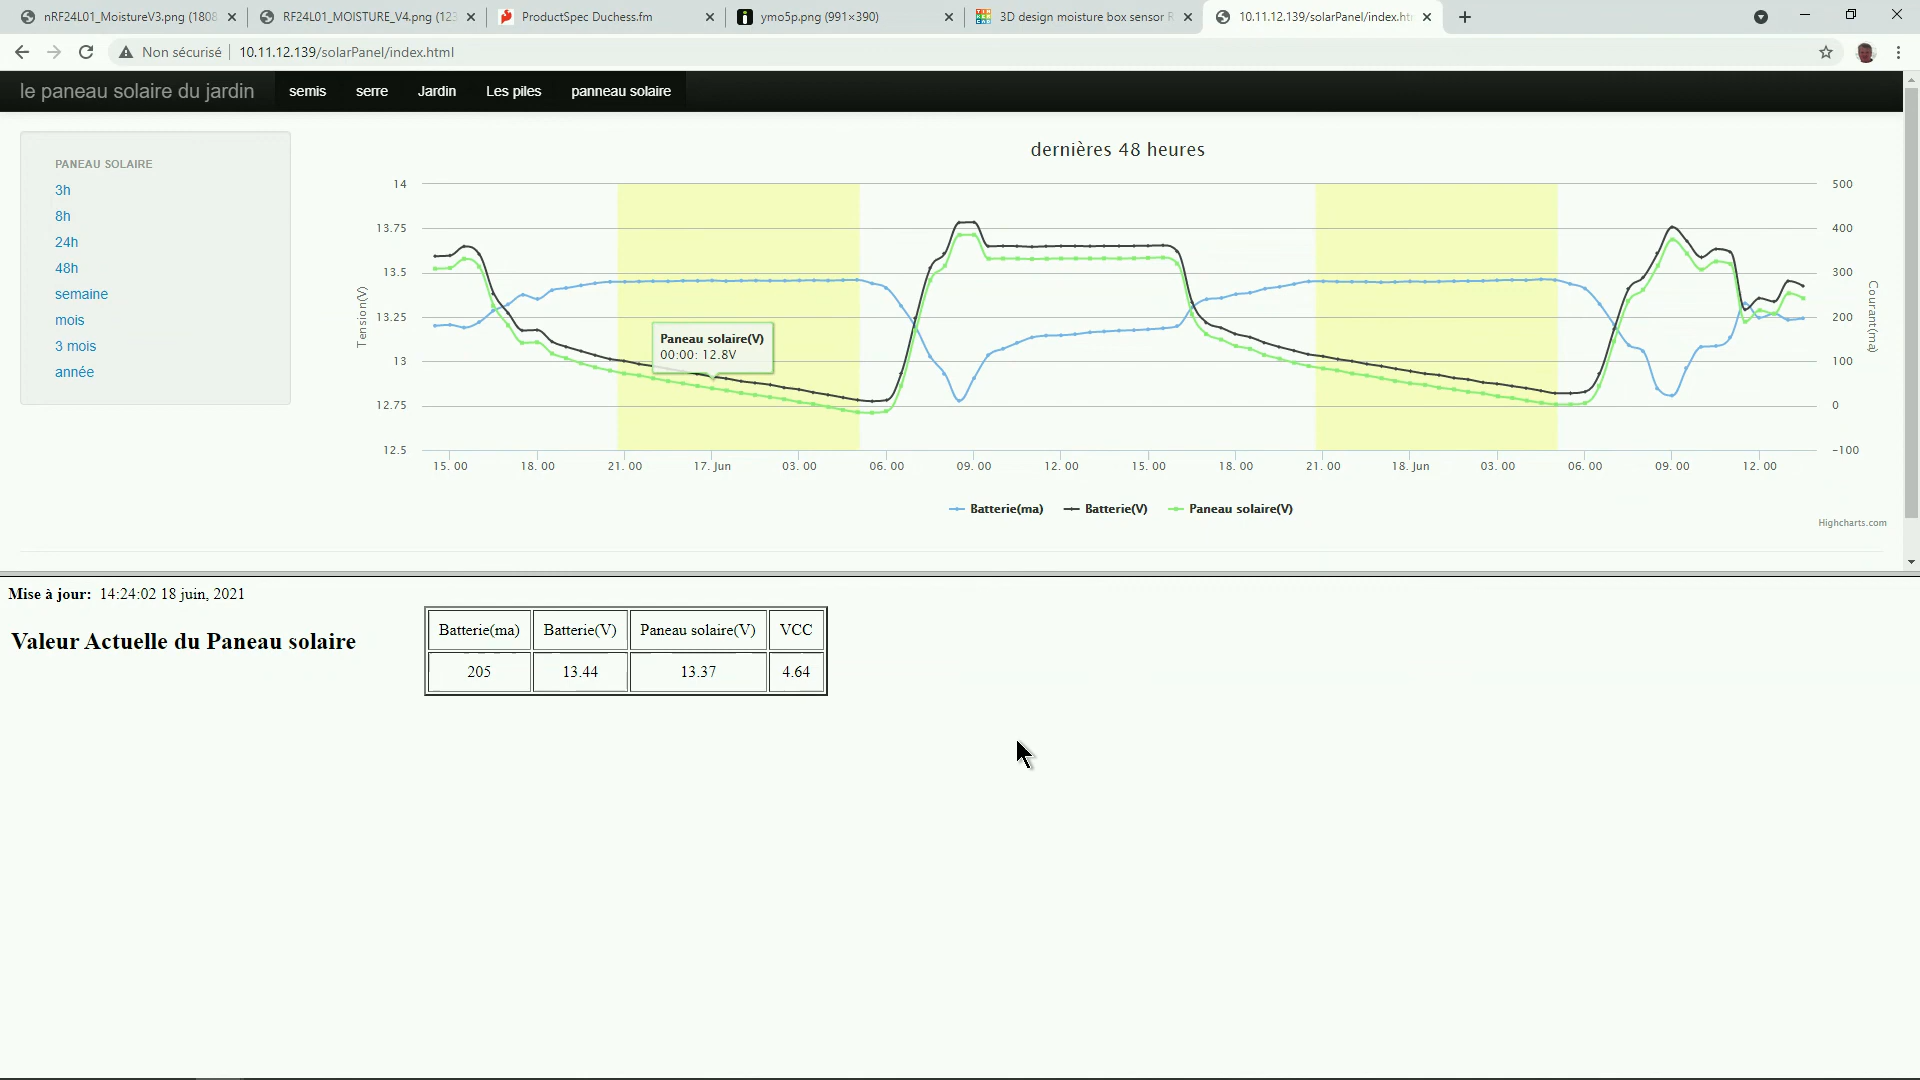 nRF24L01_MoistureV3.png (1808
RF24L01_MOISTURE_V4.png (123
ProductSpec Duchess.fm
ymo5p.png (991×390)
3D design moisture box sensor R
10.11.12.139/solarPanel/index.ht
Non sécurisé
10.11.12.139/solarPanel/index.html
le paneau solaire du jardin
semis
serre
Jardin
Les piles
panneau solaire
PANEAU SOLAIRE
3h
8h
24h
48h
semaine
mois
3 mois
année
dernières 48 heures
Tension(V)
14
13.75
13.5
13.25
13
12.75
12.5
500
400
300
200
100
0
-100
Courant(ma)
Paneau solaire(V)
00:00: 12.8V
15. 00
18. 00
21. 00
17. Jun
03. 00
06. 00
09. 00
12. 00
15. 00
18. 00
21. 00
18. Jun
03. 00
06. 00
09. 00
12. 00
Batterie(ma)
Batterie(V)
Paneau solaire(V)
Highcharts.com
Mise à jour: 14:24:02 18 juin, 2021
Valeur Actuelle du Paneau solaire
Batterie(ma) Batterie(V) Paneau solaire(V) VCC
205 13.44 13.37 4.64